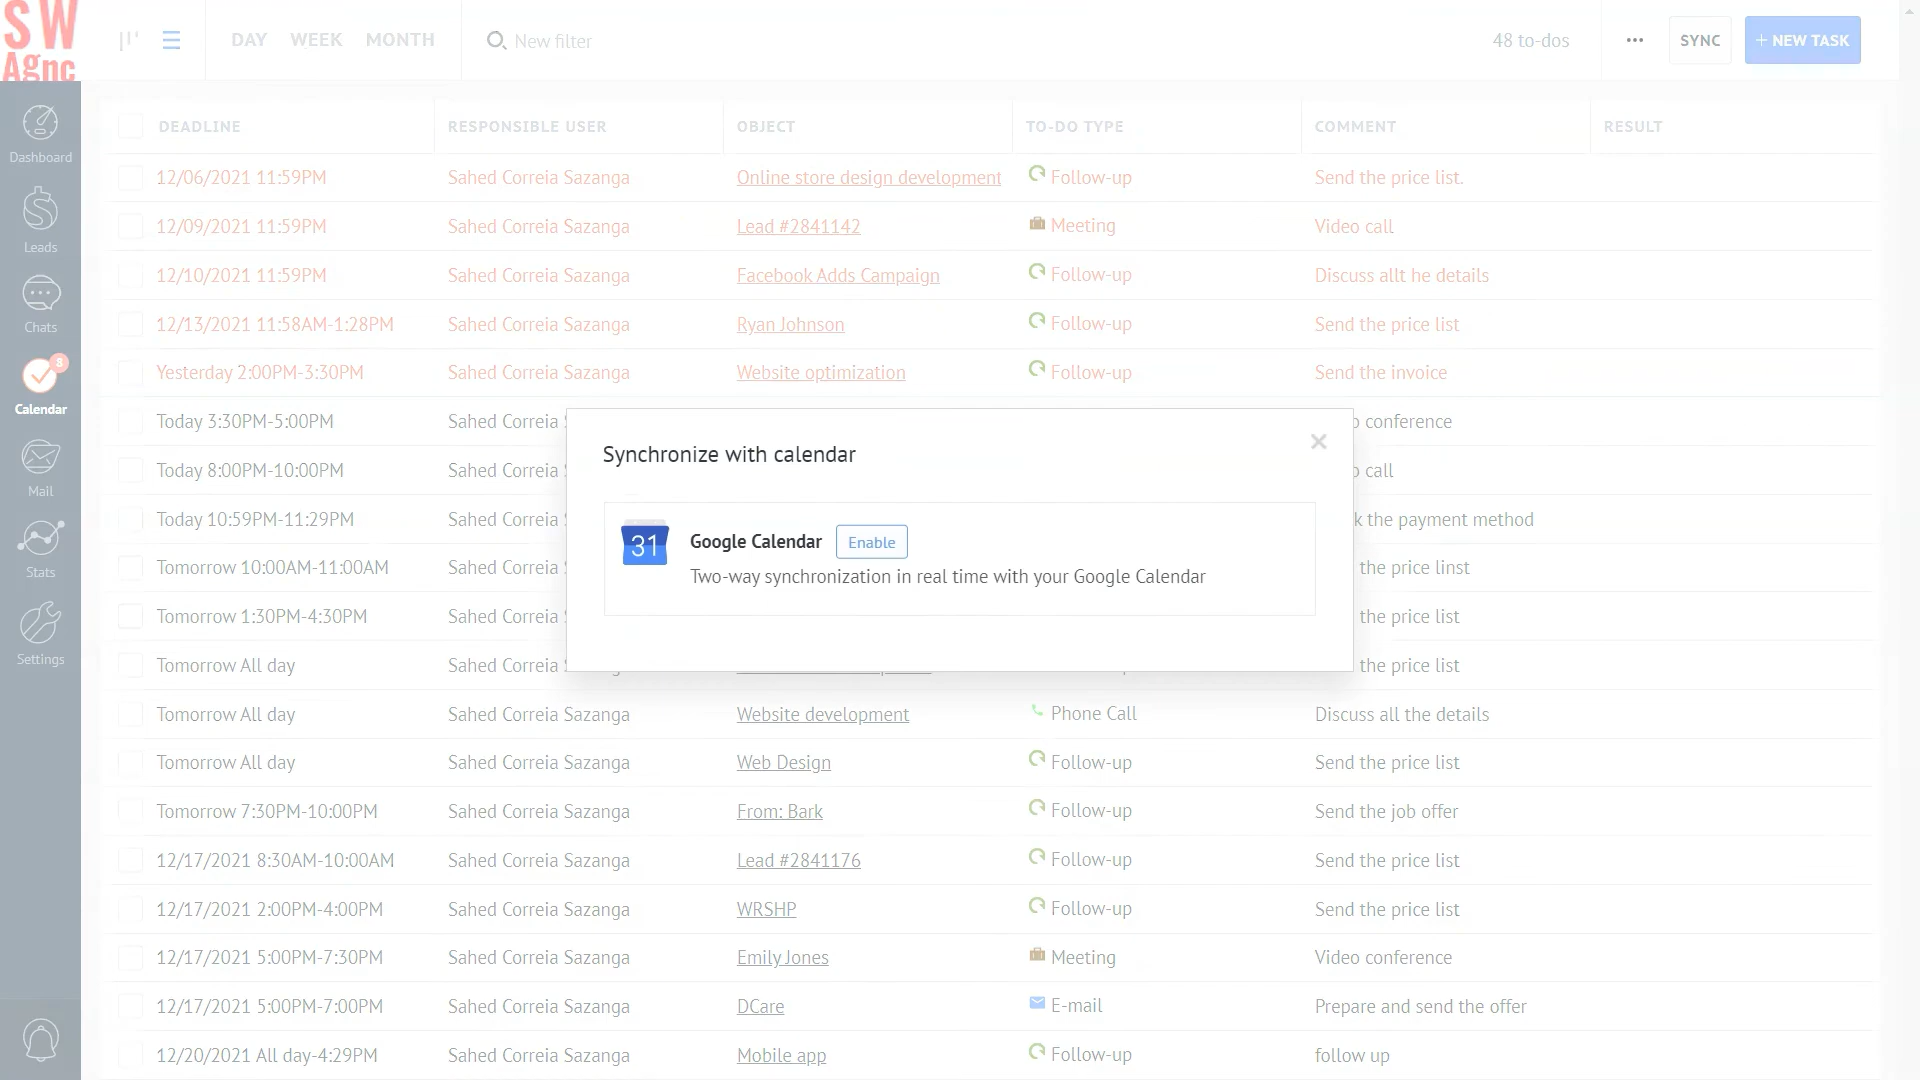 SW
Agnc
DAY WEEK MONTH New filter 48 to-dos ••• SYNC + NEW TASK
DEADLINE RESPONSIBLE USER OBJECT TO-DO TYPE COMMENT RESULT
12/06/2021 11:59PM Sahed Correia Sazanga Online store design development Follow-up Send the price list.
12/09/2021 11:59PM Sahed Correia Sazanga Lead #2841142 Meeting Video call
12/10/2021 11:59PM Sahed Correia Sazanga Facebook Adds Campaign Follow-up Discuss allt he details
12/13/2021 11:58AM-1:28PM Sahed Correia Sazanga Ryan Johnson Follow-up Send the price list
Yesterday 2:00PM-3:30PM Sahed Correia Sazanga Website optimization Follow-up Send the invoice
Today 3:30PM-5:00PM Sahed Correia conference
Today 8:00PM-10:00PM Sahed Correia call
Today 10:59PM-11:29PM Sahed Correia the payment method
Tomorrow 10:00AM-11:00AM Sahed Correia the price linst
Tomorrow 1:30PM-4:30PM Sahed Correia the price list
Tomorrow All day Sahed Correia the price list
Tomorrow All day Sahed Correia Sazanga Website development Phone Call Discuss all the details
Tomorrow All day Sahed Correia Sazanga Web Design Follow-up Send the price list
Tomorrow 7:30PM-10:00PM Sahed Correia Sazanga From: Bark Follow-up Send the job offer
12/17/2021 8:30AM-10:00AM Sahed Correia Sazanga Lead #2841176 Follow-up Send the price list
12/17/2021 2:00PM-4:00PM Sahed Correia Sazanga WRSHP Follow-up Send the price list
12/17/2021 5:00PM-7:30PM Sahed Correia Sazanga Emily Jones Meeting Video conference
12/17/2021 5:00PM-7:00PM Sahed Correia Sazanga DCare E-mail Prepare and send the offer
12/20/2021 All day-4:29PM Sahed Correia Sazanga Mobile app Follow-up follow up
Dashboard
Leads
Chats
8
Calendar
Mail
Stats
Settings
Synchronize with calendar
31
Google Calendar Enable
Two-way synchronization in real time with your Google Calendar